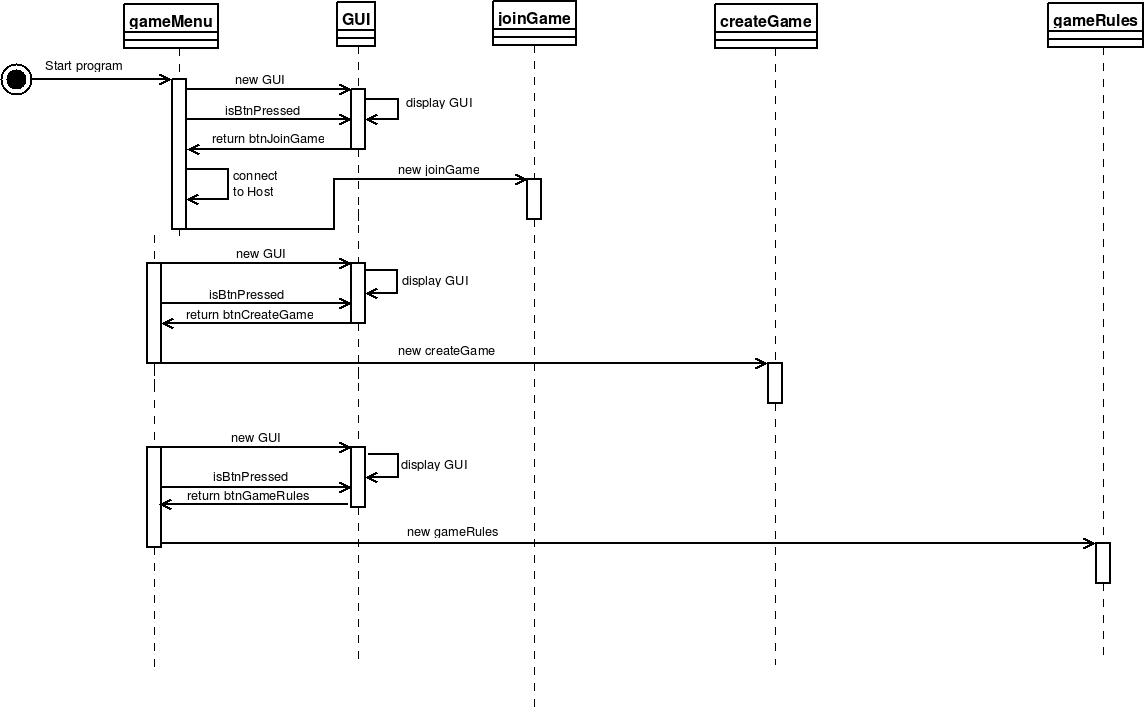 gameMenu
GUI
joinGame
createGame
gameRules
Start program
new GUI
display GUI
isBtnPressed
return btnJoinGame
connect
to Host
new joinGame
new GUI
display GUI
isBtnPressed
return btnCreateGame
new createGame
new GUI
display GUI
isBtnPressed
return btnGameRules
new gameRules